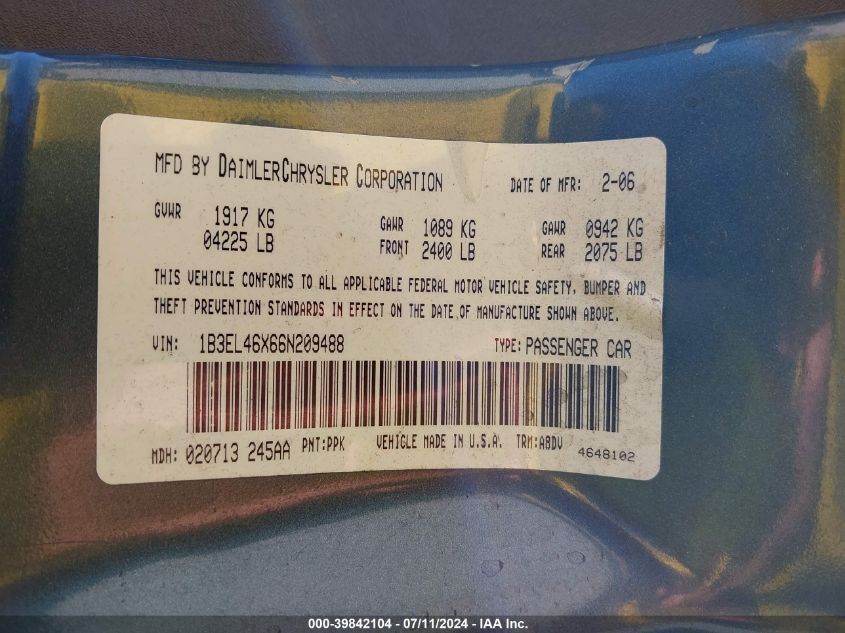 MFD BY DAIMLERCHRYSLER CORPORATION DATE OF MFR: 2-06
GVWR 1917 KG GAWR 1089 KG GAWR 0942 KG
04225 LB FRONT 2400 LB REAR 2075 LB
THIS VEHICLE CONFORMS TO ALL APPLICABLE FEDERAL MOTOR VEHICLE SAFETY, BUMPER AND
THEFT PREVENTION STANDARDS IN EFFECT ON THE DATE OF MANUFACTURE SHOWN ABOVE.
VIN: 1B3EL46X66N209488 TYPE: PASSENGER CAR
MDH: 020713 245AA PNT:PPK VEHICLE MADE IN U.S.A. TRM:A8DV 4648102
000-39842104 - 07/11/2024 - IAA Inc.